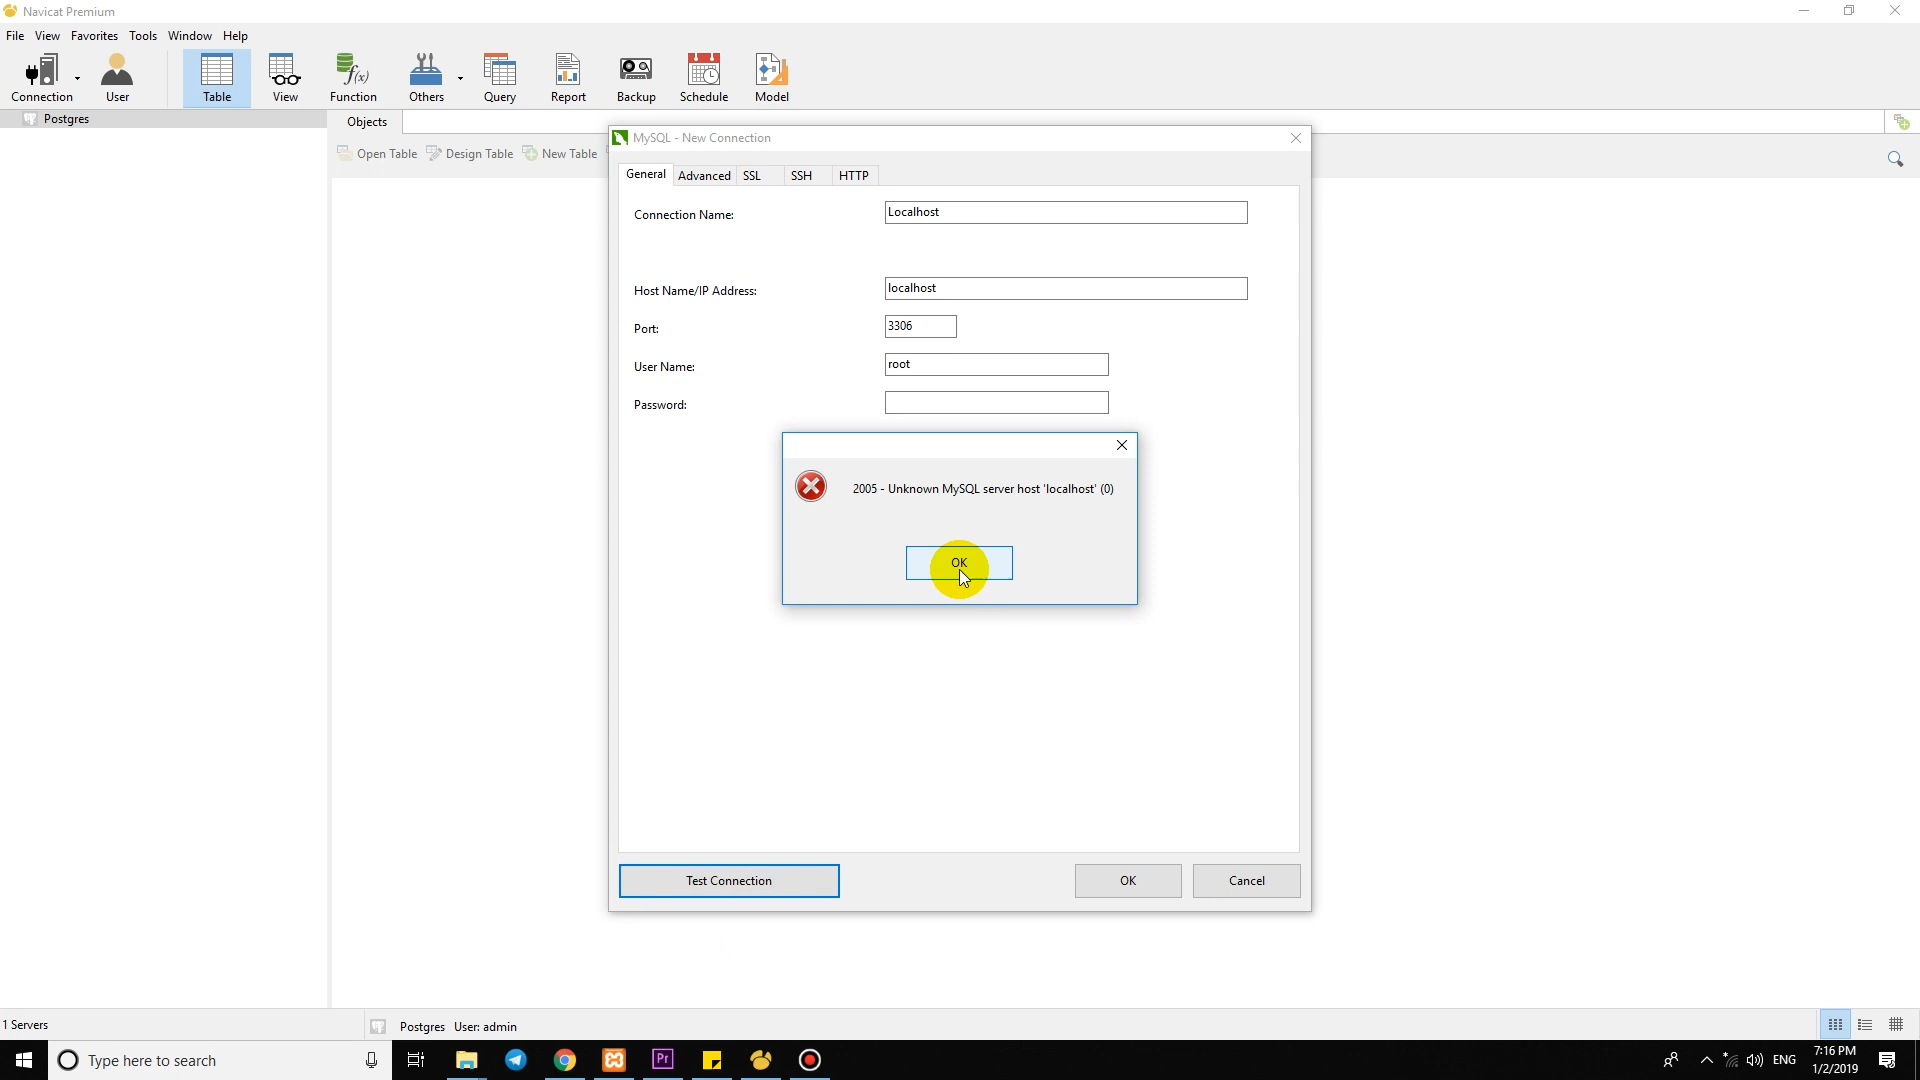 Navicat Premium
File View Favorites Tools Window Help
Connection User Table View Function Others Query Report Backup Schedule Model
Postgres
Objects
Open Table Design Table New Table
MySQL - New Connection
General Advanced SSL SSH HTTP
Connection Name: Localhost
Host Name/IP Address: localhost
Port: 3306
User Name: root
Password:
2005 - Unknown MySQL server host 'localhost' (0)
OK
Test Connection OK Cancel
1 Servers Postgres User: admin
Type here to search
Pr
ENG
7:16 PM
1/2/2019